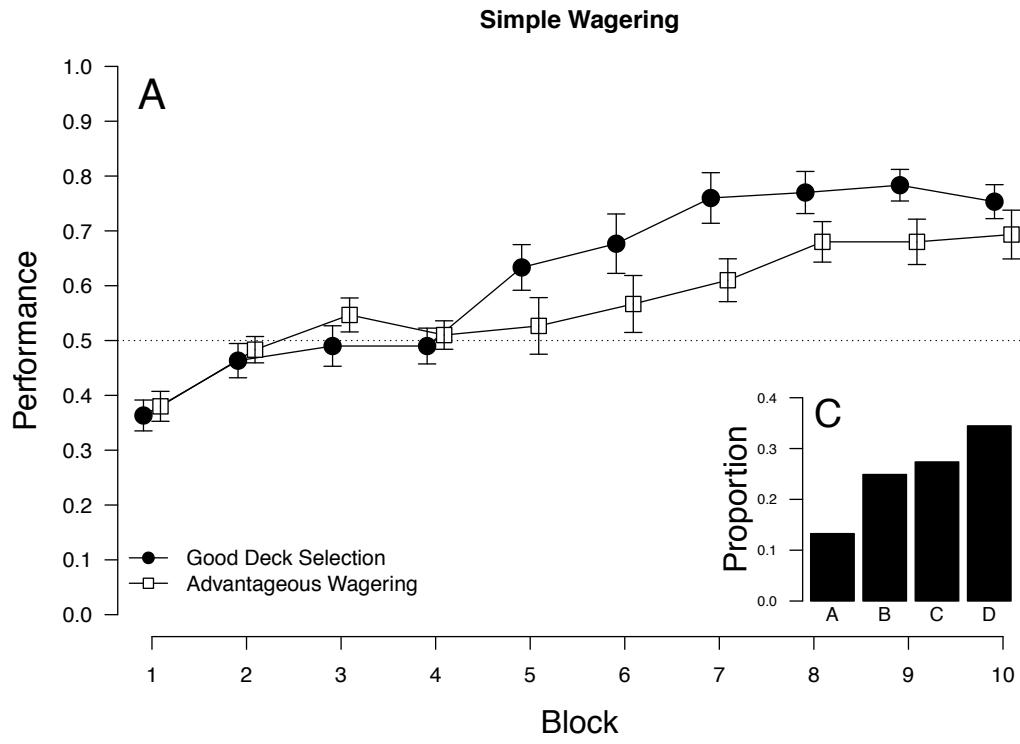 Simple Wagering
A
Performance
1.0
0.9
0.8
0.7
0.6
0.5
0.4
0.3
0.2
0.1
0.0
Good Deck Selection
Advantageous Wagering
C
Proportion
0.4
0.3
0.2
0.1
0.0
A B C D
1 2 3 4 5 6 7 8 9 10
Block